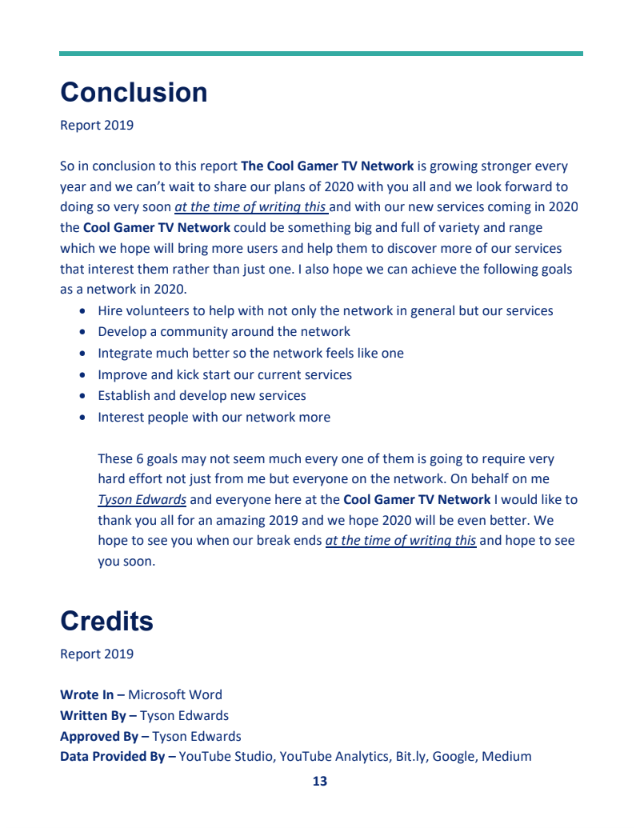 Conclusion
Report 2019
So in conclusion to this report The Cool Gamer TV Network is growing stronger every
year and we can't wait to share our plans of 2020 with you all and we look forward to
doing so very soon at the time of writing this and with our new services coming in 2020
the Cool Gamer TV Network could be something big and full of variety and range
which we hope will bring more users and help them to discover more of our services
that interest them rather than just one. I also hope we can achieve the following goals
as a network in 2020.
• Hire volunteers to help with not only the network in general but our services
• Develop a community around the network
• Integrate much better so the network feels like one
• Improve and kick start our current services
• Establish and develop new services
• Interest people with our network more
These 6 goals may not seem much every one of them is going to require very
hard effort not just from me but everyone on the network. On behalf on me
Tyson Edwards and everyone here at the Cool Gamer TV Network I would like to
thank you all for an amazing 2019 and we hope 2020 will be even better. We
hope to see you when our break ends at the time of writing this and hope to see
you soon.
Credits
Report 2019
Wrote In – Microsoft Word
Written By – Tyson Edwards
Approved By – Tyson Edwards
Data Provided By – YouTube Studio, YouTube Analytics, Bit.ly, Google, Medium
13